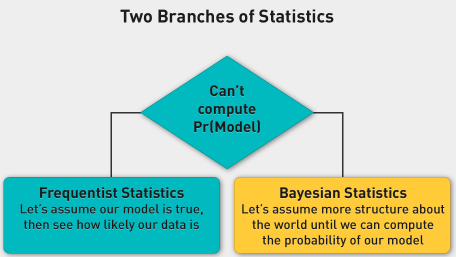 Two Branches of Statistics
Can't
compute
Pr(Model)
Frequentist Statistics
Let's assume our model is true,
then see how likely our data is
Bayesian Statistics
Let's assume more structure about
the world until we can compute
the probability of our model